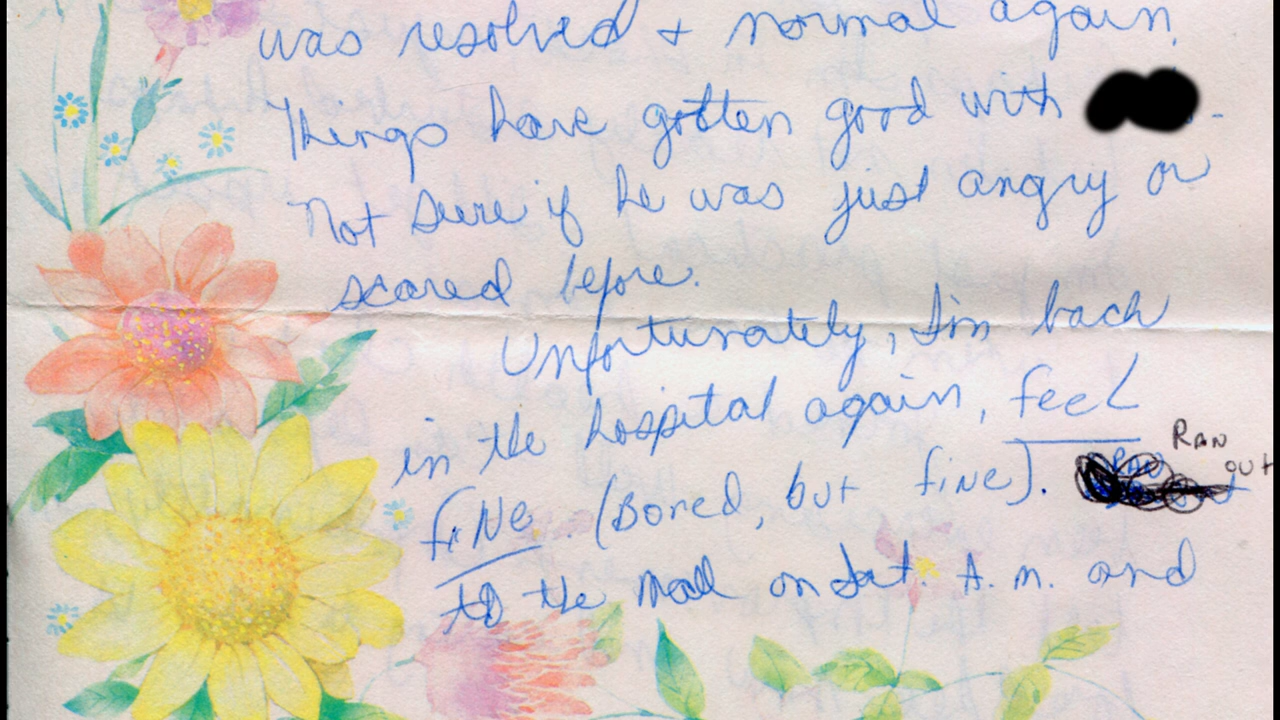 was resolved + normal again.
Things have gotten good with
Not sure if he was just angry or
scared before.
Unfortunately, I'm back
in the hospital again, feel
fiNe. (Bored, but fiNe). RAN out
to the Mall on Sat A.M. and